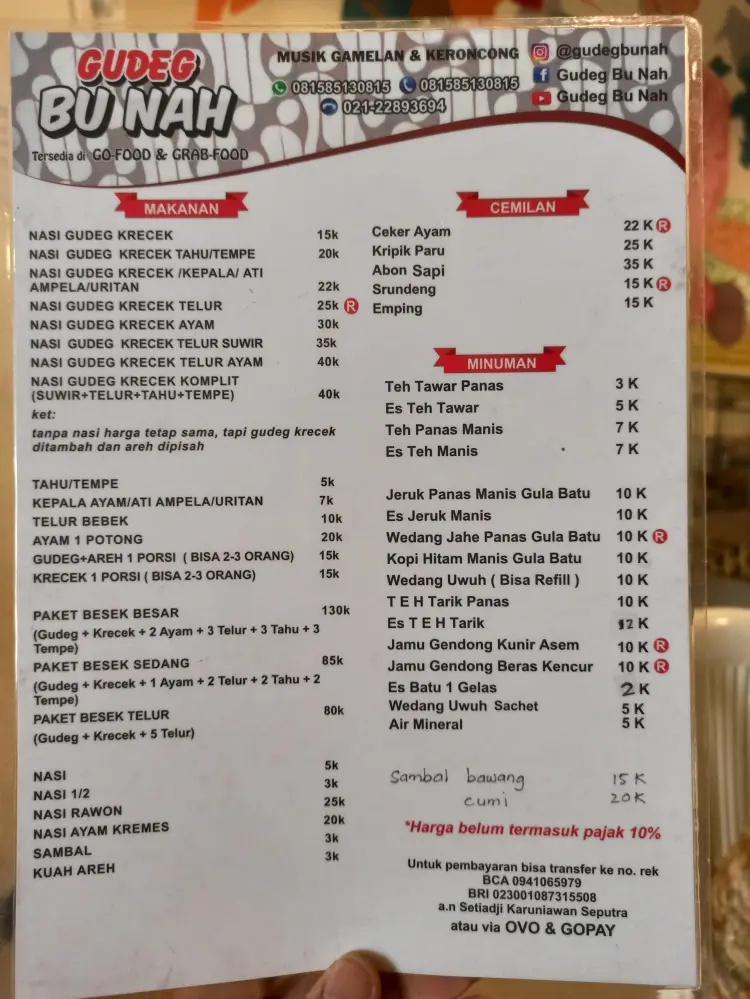 GUDEG
BU NAH
Tersedia di GO-FOOD & GRAB-FOOD
MUSIK GAMELAN & KERONCONG
081585130815 081585130815
021-22893694
@gudegbunah
Gudeg Bu Nah
Gudeg Bu Nah
MAKANAN
NASI GUDEG KRECEK 15k
NASI GUDEG KRECEK TAHU/TEMPE 20k
NASI GUDEG KRECEK /KEPALA/ ATI
AMPELA/URITAN 22k
NASI GUDEG KRECEK TELUR 25k R
NASI GUDEG KRECEK AYAM 30k
NASI GUDEG KRECEK TELUR SUWIR 35k
NASI GUDEG KRECEK TELUR AYAM 40k
NASI GUDEG KRECEK KOMPLIT
(SUWIR+TELUR+TAHU+TEMPE) 40k
ket:
tanpa nasi harga tetap sama, tapi gudeg krecek
ditambah dan areh dipisah
TAHU/TEMPE 5k
KEPALA AYAM/ATI AMPELA/URITAN 7k
TELUR BEBEK 10k
AYAM 1 POTONG 20k
GUDEG+AREH 1 PORSI ( BISA 2-3 ORANG) 15k
KRECEK 1 PORSI ( BISA 2-3 ORANG) 15k
PAKET BESEK BESAR 130k
(Gudeg + Krecek + 2 Ayam + 3 Telur + 3 Tahu + 3
Tempe)
PAKET BESEK SEDANG 85k
(Gudeg + Krecek + 1 Ayam + 2 Telur + 2 Tahu + 2
Tempe)
PAKET BESEK TELUR 80k
(Gudeg + Krecek + 5 Telur)
NASI 5k
NASI 1/2 3k
NASI RAWON 25k
NASI AYAM KREMES 20k
SAMBAL 3k
KUAH AREH 3k
CEMILAN
Ceker Ayam 22 K R
Kripik Paru 25 K
Abon Sapi 35 K
Srundeng 15 K R
Emping 15 K
MINUMAN
Teh Tawar Panas 3 K
Es Teh Tawar 5 K
Teh Panas Manis 7 K
Es Teh Manis 7 K
Jeruk Panas Manis Gula Batu 10 K
Es Jeruk Manis 10 K
Wedang Jahe Panas Gula Batu 10 K R
Kopi Hitam Manis Gula Batu 10 K
Wedang Uwuh ( Bisa Refill ) 10 K
T E H Tarik Panas 10 K
Es T E H Tarik 12 K
Jamu Gendong Kunir Asem 10 K R
Jamu Gendong Beras Kencur 10 K R
Es Batu 1 Gelas 2 K
Wedang Uwuh Sachet 5 K
Air Mineral 5 K
Sambal bawang 15 K
cumi 20 K
*Harga belum termasuk pajak 10%
Untuk pembayaran bisa transfer ke no. rek
BCA 0941065979
BRI 023001087315508
a.n Setiadji Karuniawan Seputra
atau via OVO & GOPAY